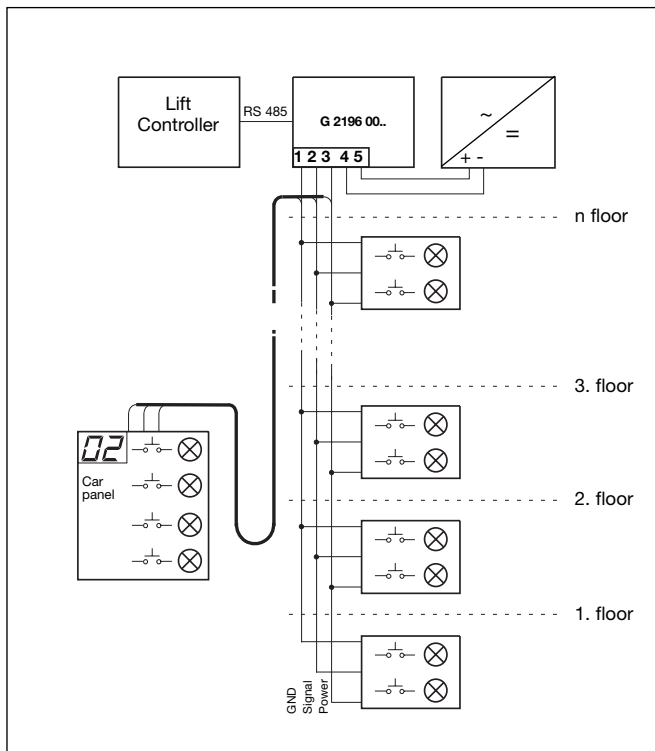 Lift
Controller
RS 485
G 2196 00..
1 2 3 4 5
~
=
+ -
n floor
3. floor
02
Car
panel
2. floor
1. floor
GND
Signal
Power